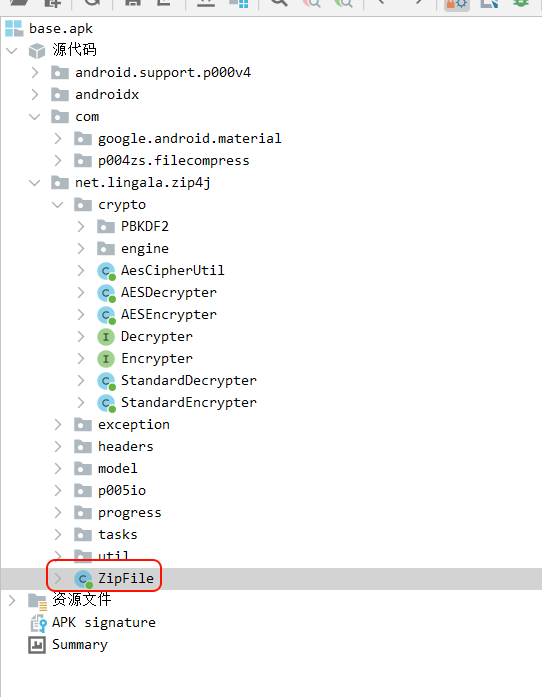 base.apk
源代码
android.support.p000v4
androidx
com
google.android.material
p004zs.filecompress
net.lingala.zip4j
crypto
PBKDF2
engine
AesCipherUtil
AESDecrypter
AESEncrypter
Decrypter
Encrypter
StandardDecrypter
StandardEncrypter
exception
headers
model
p005io
progress
tasks
util
ZipFile
资源文件
APK signature
Summary